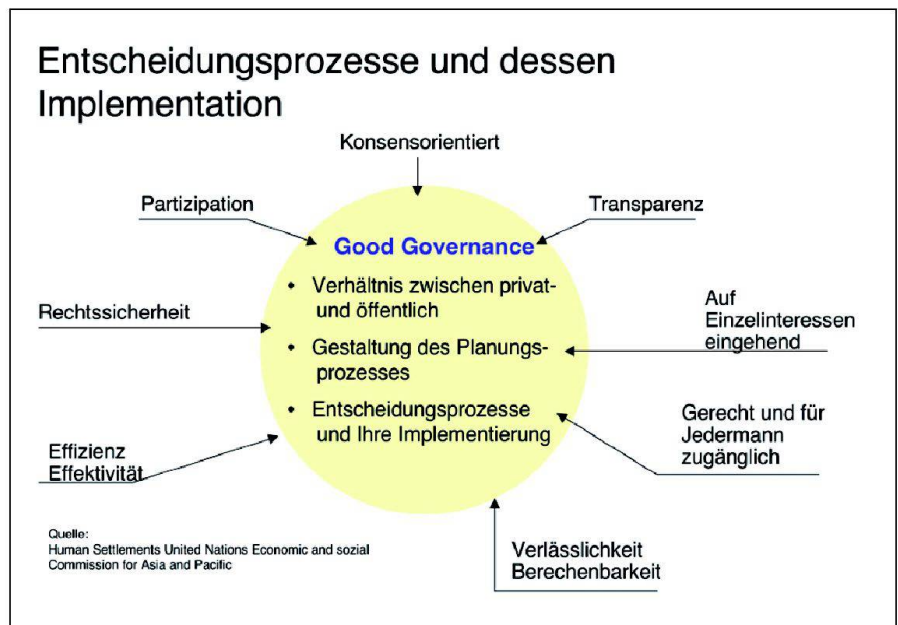 Entscheidungsprozesse und dessen
Implementation
Konsensorientiert
Partizipation
Transparenz
Good Governance
• Verhältnis zwischen privat-
und öffentlich
• Gestaltung des Planungs-
prozesses
• Entscheidungsprozesse
und Ihre Implementierung
Rechtssicherheit
Auf
Einzelinteressen
eingehend
Effizienz
Effektivität
Gerecht und für
Jedermann
zugänglich
Verlässlichkeit
Berechenbarkeit
Quelle:
Human Settlements United Nations Economic and sozial
Commission for Asia and Pacific